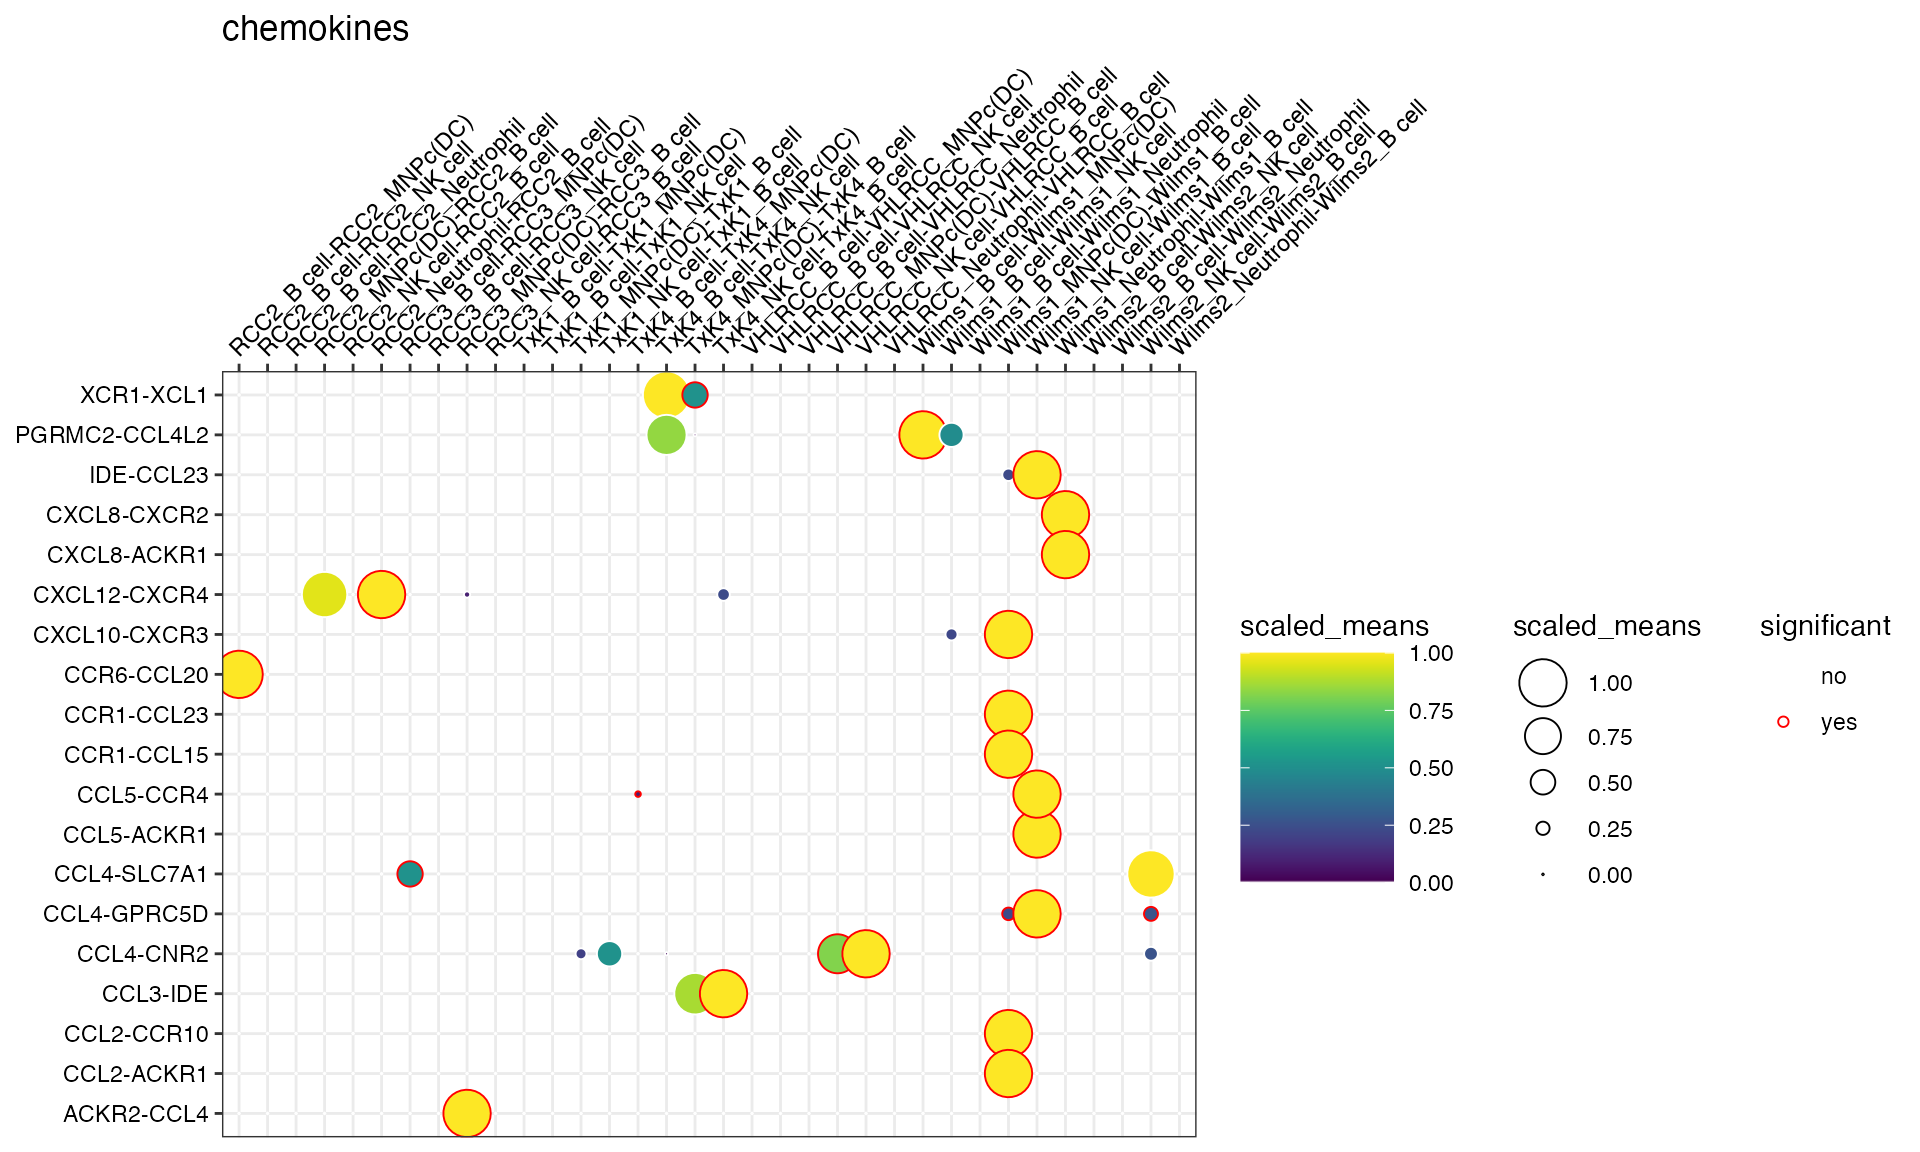 chemokines
RCC2_B cell-RCC2_MNPc(DC)
RCC2_B cell-RCC2_NK cell
RCC2_B cell-RCC2_Neutrophil
RCC2_MNPc(DC)-RCC2_B cell
RCC2_NK cell-RCC2_B cell
RCC2_Neutrophil-RCC2_B cell
RCC3_B cell-RCC3_MNPc(DC)
RCC3_B cell-RCC3_NK cell
RCC3_MNPc(DC)-RCC3_B cell
RCC3_NK cell-RCC3_B cell
TxK1_B cell-TxK1_MNPc(DC)
TxK1_B cell-TxK1_NK cell
TxK1_MNPc(DC)-TxK1_B cell
TxK1_NK cell-TxK1_B cell
TxK4_B cell-TxK4_MNPc(DC)
TxK4_B cell-TxK4_NK cell
TxK4_MNPc(DC)-TxK4_B cell
TxK4_NK cell-TxK4_B cell
VHLRCC_B cell-VHLRCC_MNPc(DC)
VHLRCC_B cell-VHLRCC_NK cell
VHLRCC_B cell-VHLRCC_Neutrophil
VHLRCC_MNPc(DC)-VHLRCC_B cell
VHLRCC_NK cell-VHLRCC_B cell
VHLRCC_Neutrophil-VHLRCC_B cell
Wilms1_B cell-Wilms1_MNPc(DC)
Wilms1_B cell-Wilms1_NK cell
Wilms1_B cell-Wilms1_Neutrophil
Wilms1_MNPc(DC)-Wilms1_B cell
Wilms1_NK cell-Wilms1_B cell
Wilms1_Neutrophil-Wilms1_B cell
Wilms2_B cell-Wilms2_NK cell
Wilms2_B cell-Wilms2_Neutrophil
Wilms2_NK cell-Wilms2_B cell
Wilms2_Neutrophil-Wilms2_B cell
XCR1-XCL1
PGRMC2-CCL4L2
IDE-CCL23
CXCL8-CXCR2
CXCL8-ACKR1
CXCL12-CXCR4
CXCL10-CXCR3
CCR6-CCL20
CCR1-CCL23
CCR1-CCL15
CCL5-CCR4
CCL5-ACKR1
CCL4-SLC7A1
CCL4-GPRC5D
CCL4-CNR2
CCL3-IDE
CCL2-CCR10
CCL2-ACKR1
ACKR2-CCL4
scaled_means
1.00
0.75
0.50
0.25
0.00
scaled_means
1.00
0.75
0.50
0.25
0.00
significant
no
yes